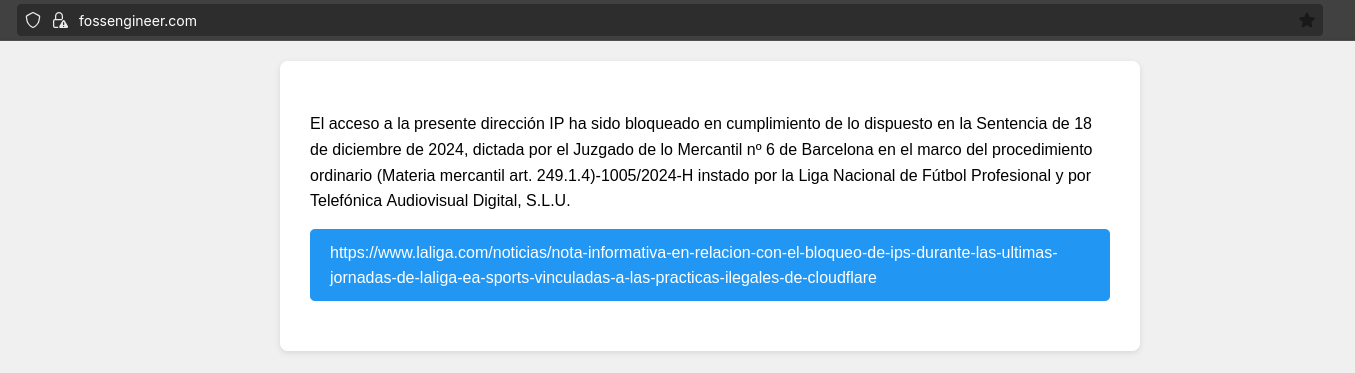 fossengineer.com
El acceso a la presente dirección IP ha sido bloqueado en cumplimiento de lo dispuesto en la Sentencia de 18
de diciembre de 2024, dictada por el Juzgado de lo Mercantil nº 6 de Barcelona en el marco del procedimiento
ordinario (Materia mercantil art. 249.1.4)-1005/2024-H instado por la Liga Nacional de Fútbol Profesional y por
Telefónica Audiovisual Digital, S.L.U.
https://www.laliga.com/noticias/nota-informativa-en-relacion-con-el-bloqueo-de-ips-durante-las-ultimas-
jornadas-de-laliga-ea-sports-vinculadas-a-las-practicas-ilegales-de-cloudflare